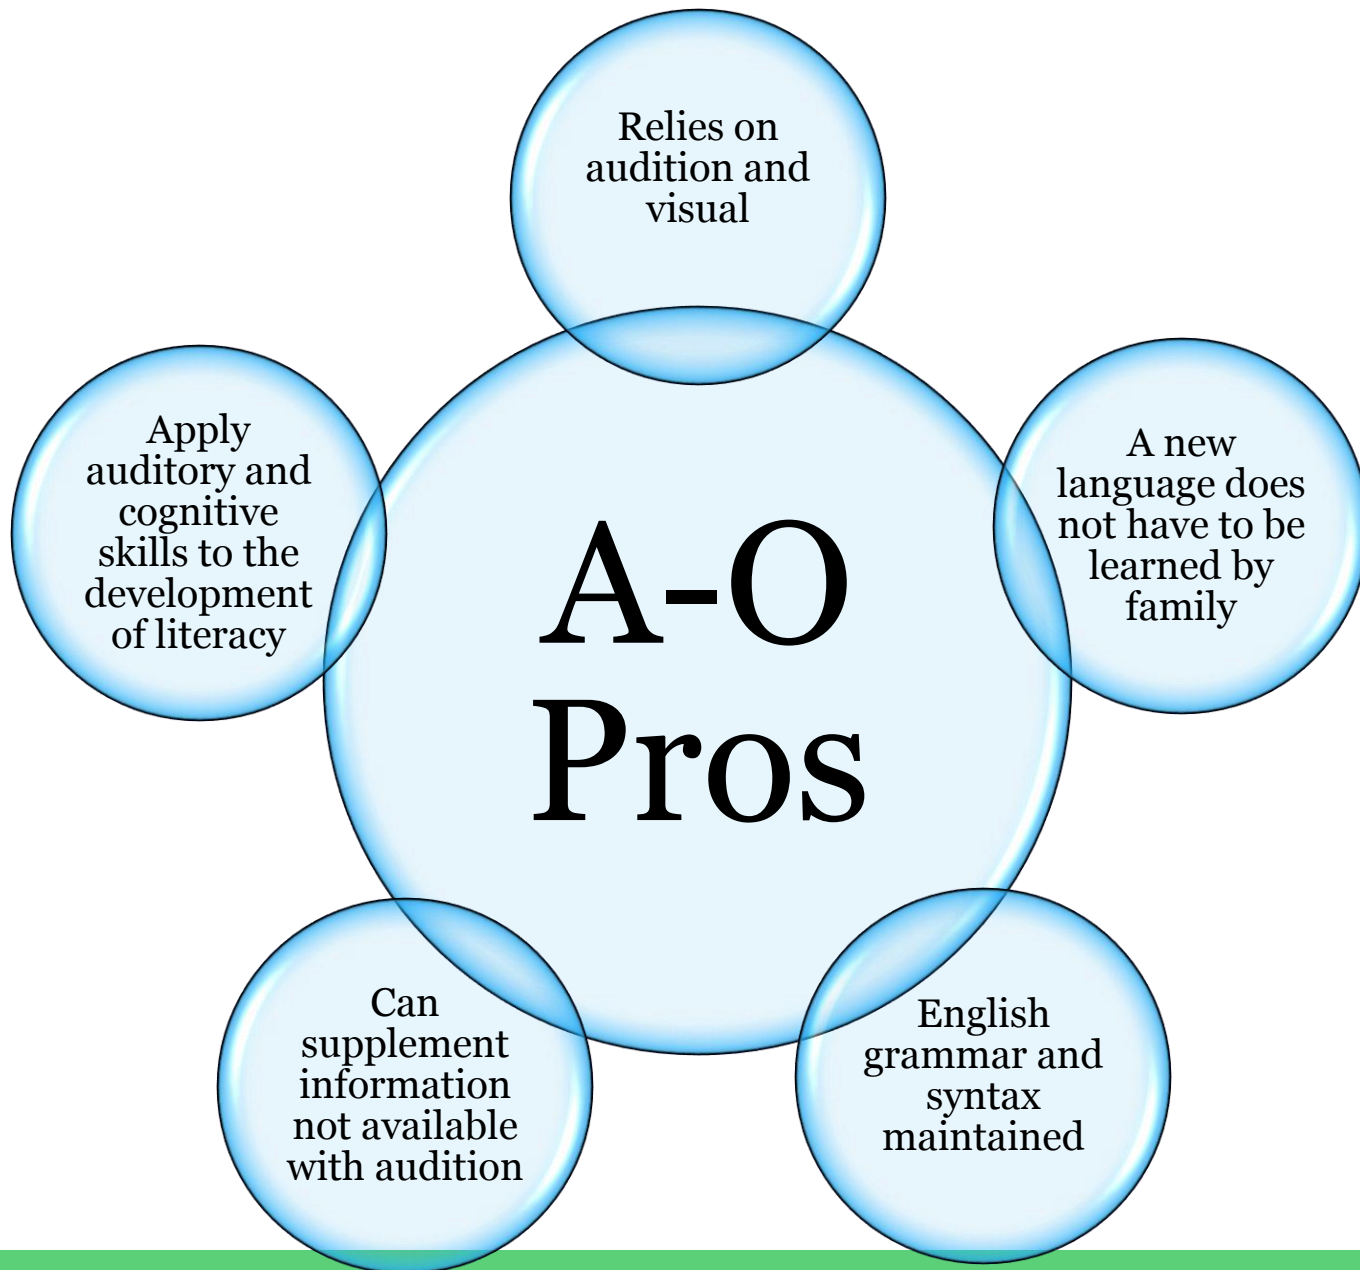 Relies on
audition and
visual
A new
language does
not have to be
learned by
family
English
grammar and
syntax
maintained
Can
supplement
information
not available
with audition
Apply
auditory and
cognitive
skills to the
development
of literacy
A-O
Pros